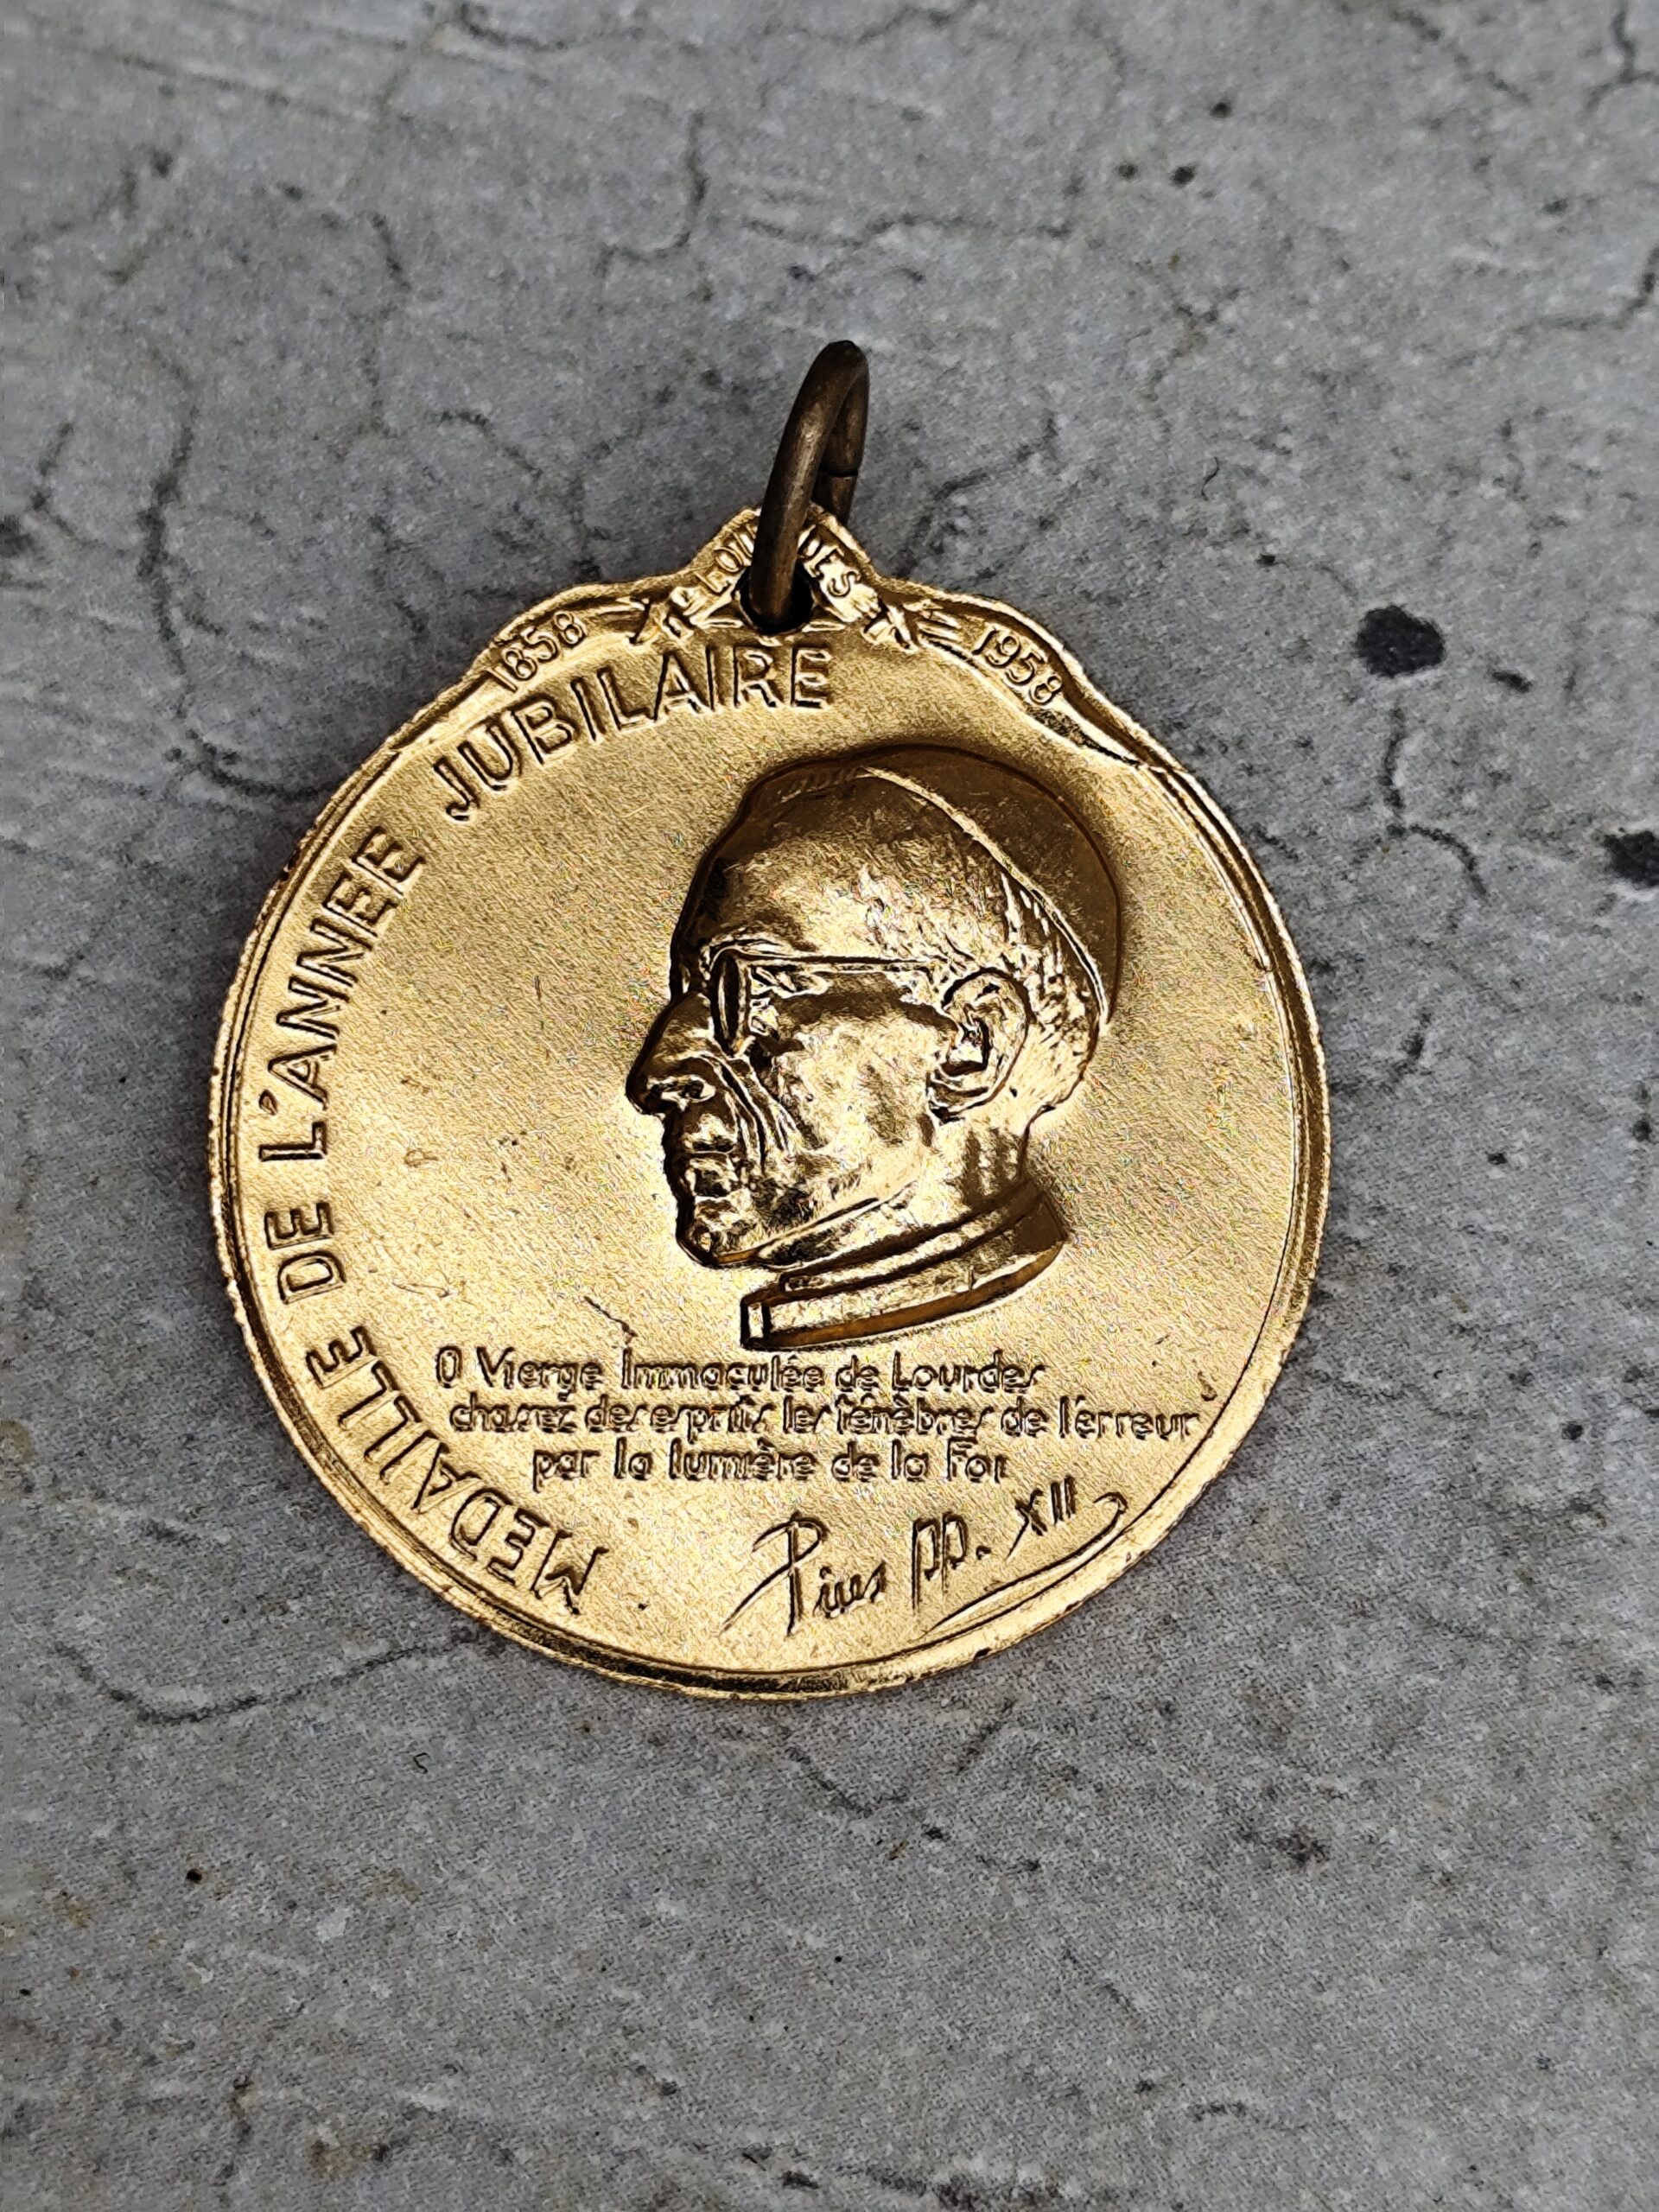 LOURDES
1858 1958
MEDAILLE DE L'ANNEE JUBILAIRE
O Vierge Immaculée de Lourdes
chassez des esprits les ténèbres de l'erreur
par la lumière de la Foi
Pius pp. XII